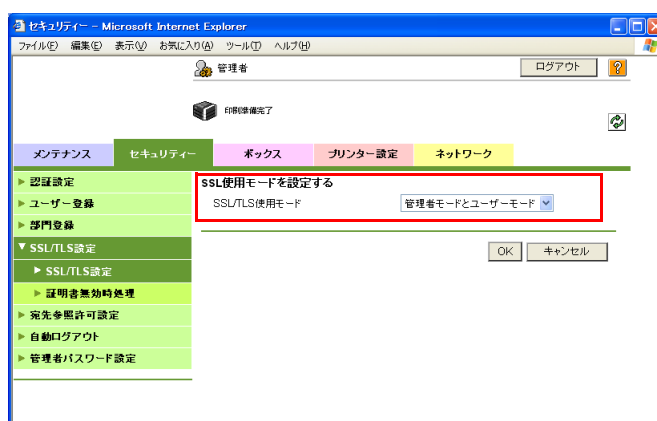 セキュリティー - Microsoft Internet Explorer
ファイル(F) 編集(E) 表示(V) お気に入り(A) ツール(T) ヘルプ(H)
管理者 ログアウト ?
印刷準備完了
メンテナンス セキュリティー ボックス プリンター設定 ネットワーク
認証設定
ユーザー登録
部門登録
SSL/TLS設定
SSL/TLS設定
証明書無効時処理
宛先参照許可設定
自動ログアウト
管理者パスワード設定
SSL使用モードを設定する
SSL/TLS使用モード 管理者モードとユーザーモード
OK キャンセル